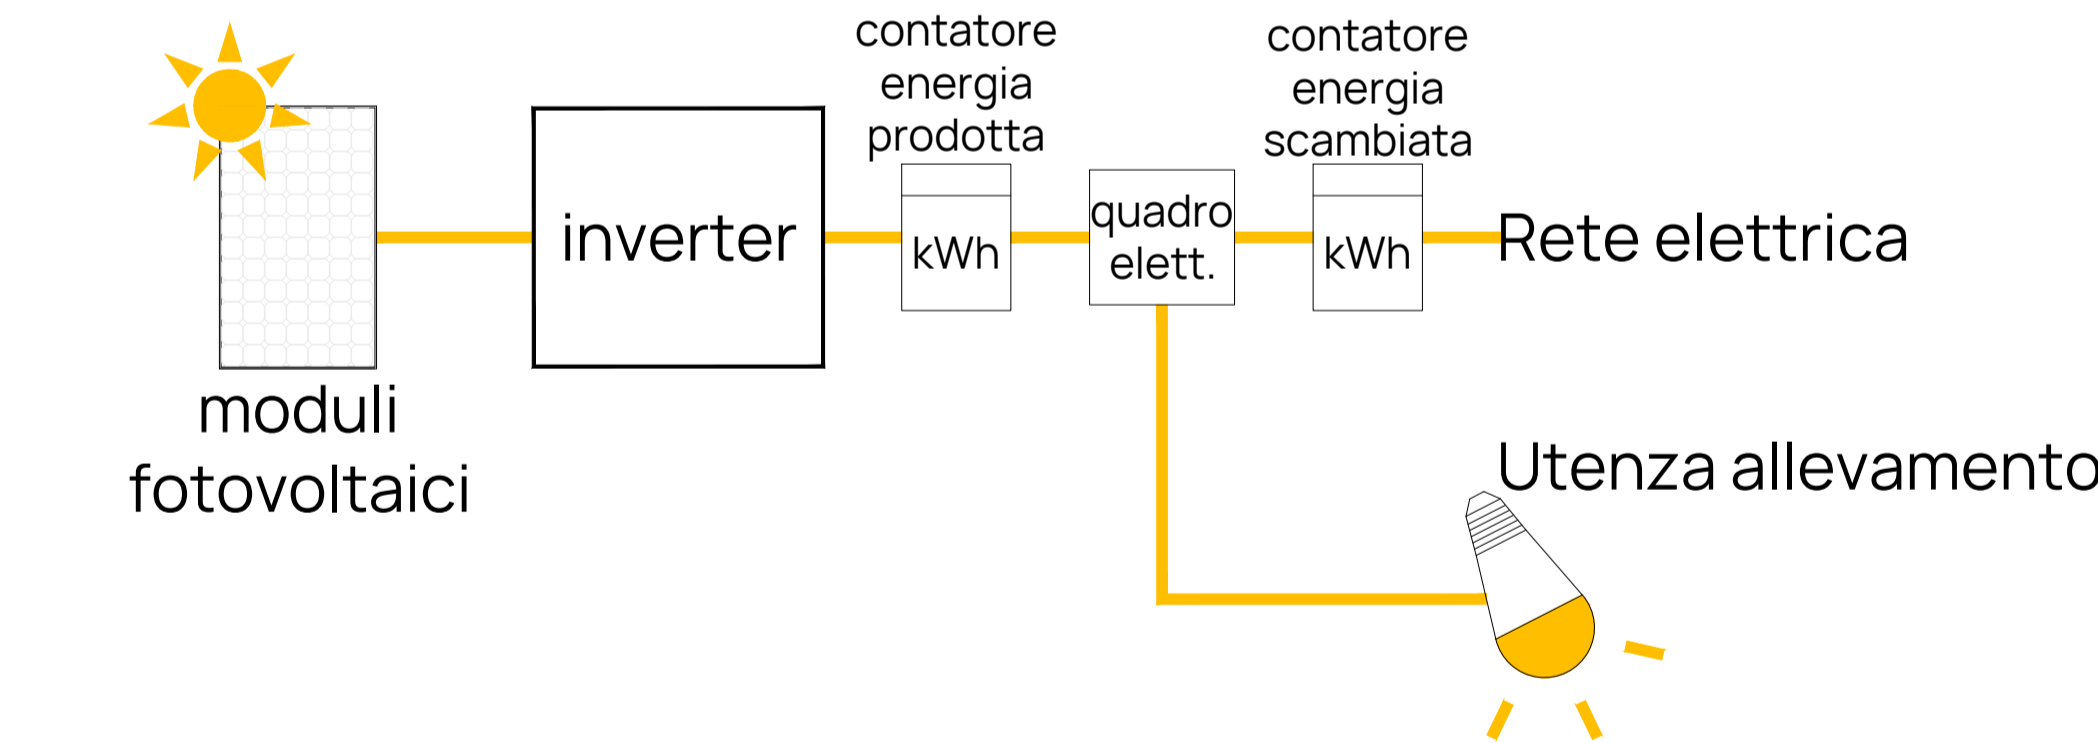 contatore
energia
prodotta
contatore
energia
scambiata
inverter
kWh
quadro
elett.
kWh
Rete elettrica
moduli
fotovoltaici
Utenza allevamento